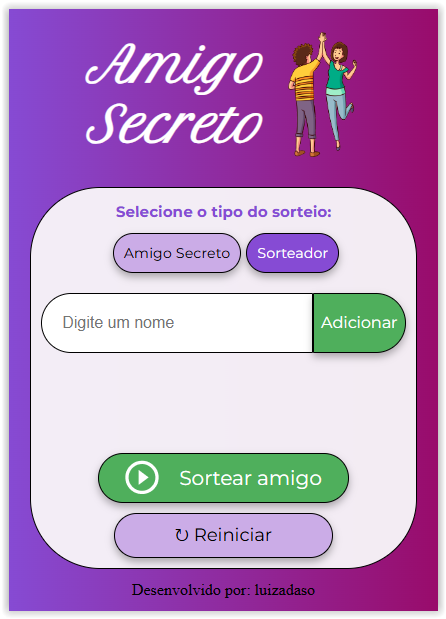 Amigo
Secreto
Selecione o tipo do sorteio:
Amigo Secreto Sorteador
Digite um nome Adicionar
Sortear amigo
↻ Reiniciar
Desenvolvido por: luizadaso